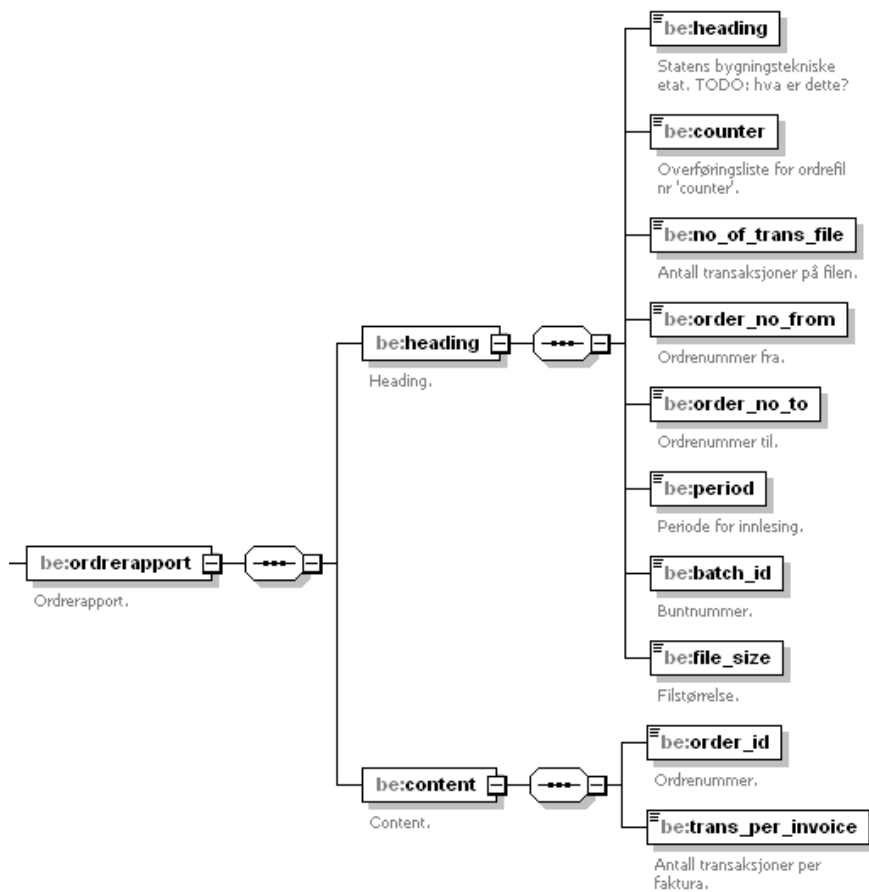 be:heading
Statens bygningstekniske
etat. TODO: hva er dette?
be:counter
Overføringsliste for ordrefil
nr 'counter'.
be:no_of_trans_file
Antall transaksjoner på filen.
be:order_no_from
Ordrenummer fra.
be:heading
Heading.
be:order_no_to
Ordrenummer til.
be:period
Periode for innlesing.
be:ordrerapport
Ordrerapport.
be:batch_id
Buntnummer.
be:file_size
Filstørrelse.
be:order_id
Ordrenummer.
be:content
Content.
be:trans_per_invoice
Antall transaksjoner per
faktura.